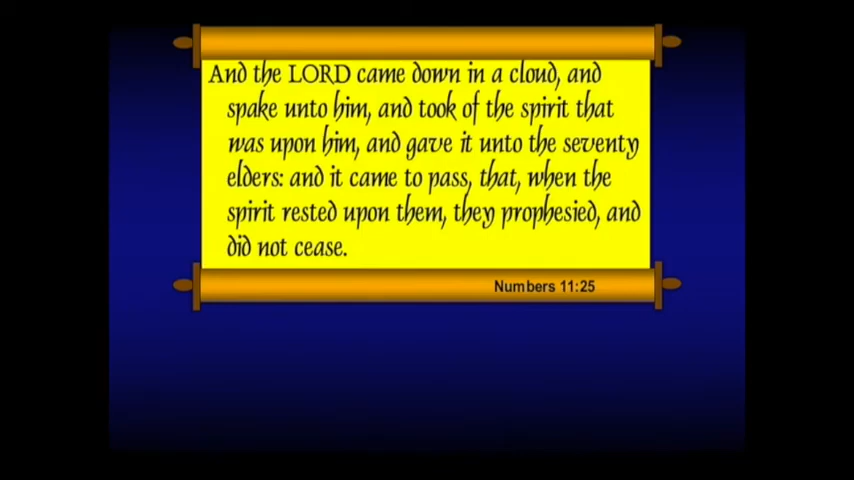 And the LORD came down in a cloud, and
spake unto him, and took of the spirit that
was upon him, and gave it unto the seventy
elders: and it came to pass, that, when the
spirit rested upon them, they prophesied, and
did not cease.
Numbers 11:25